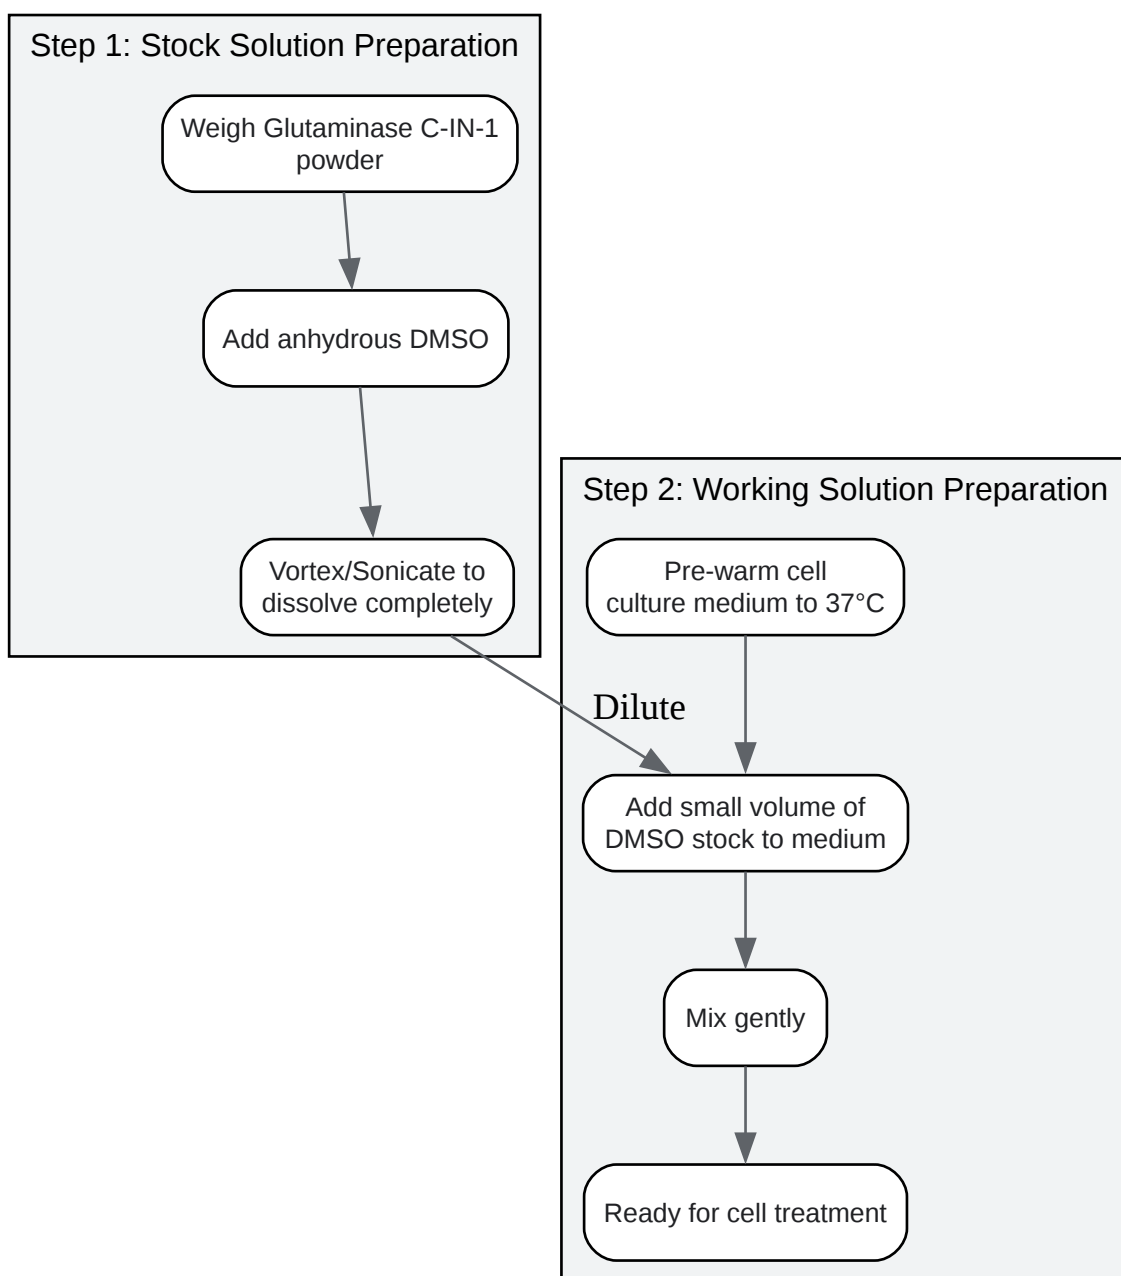 Step 1: Stock Solution Preparation
Weigh Glutaminase C-IN-1
powder
Add anhydrous DMSO
Vortex/Sonicate to
dissolve completely
Step 2: Working Solution Preparation
Pre-warm cell
culture medium to 37°C
Dilute
Add small volume of
DMSO stock to medium
Mix gently
Ready for cell treatment